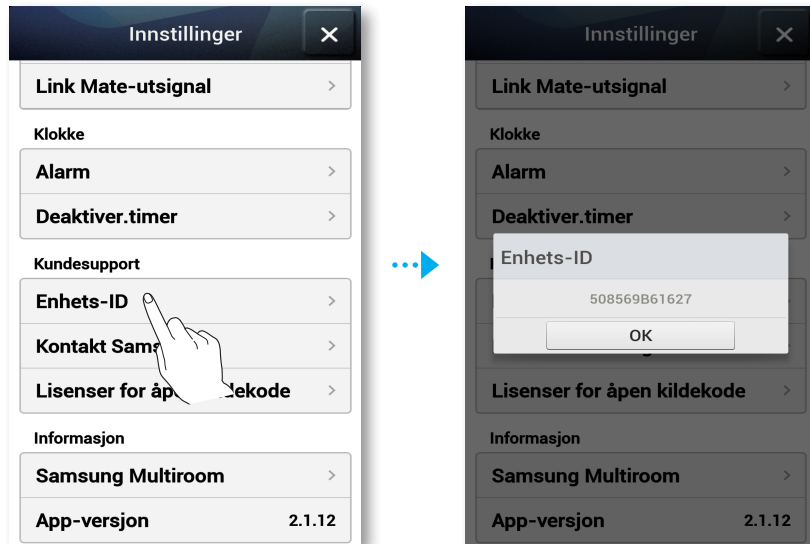 Innstillinger
Link Mate-utsignal
Klokke
Alarm
Deaktiver.timer
Kundesupport
Enhets-ID
Kontakt Sams
Lisenser for åpe ldekode
Informasjon
Samsung Multiroom
App-versjon 2.1.12
Innstillinger
Link Mate-utsignal
Klokke
Alarm
Deaktiver.timer
Enhets-ID
508569B61627
OK
Lisenser for åpen kildekode
Informasjon
Samsung Multiroom
App-versjon 2.1.12